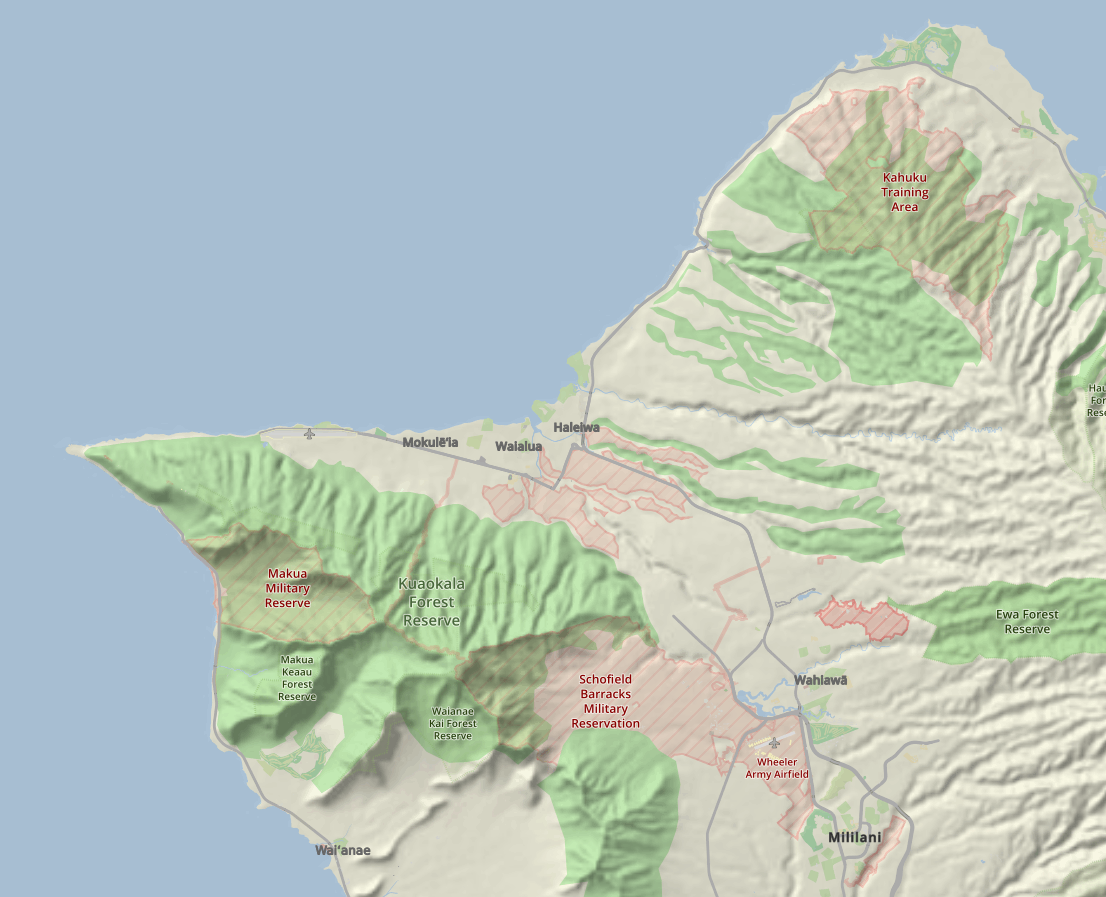 Kahuku
Training
Area
Hau
For
Rese
Haleiwa
Mokulē‘ia
Waialua
Makua
Military
Reserve
Kuaokala
Forest
Reserve
Ewa Forest
Reserve
Makua
Keaau
Forest
Reserve
Schofield
Barracks
Military
Reservation
Wahiawā
Waianae
Kai Forest
Reserve
Wheeler
Army Airfield
Mililani
Wai‘anae